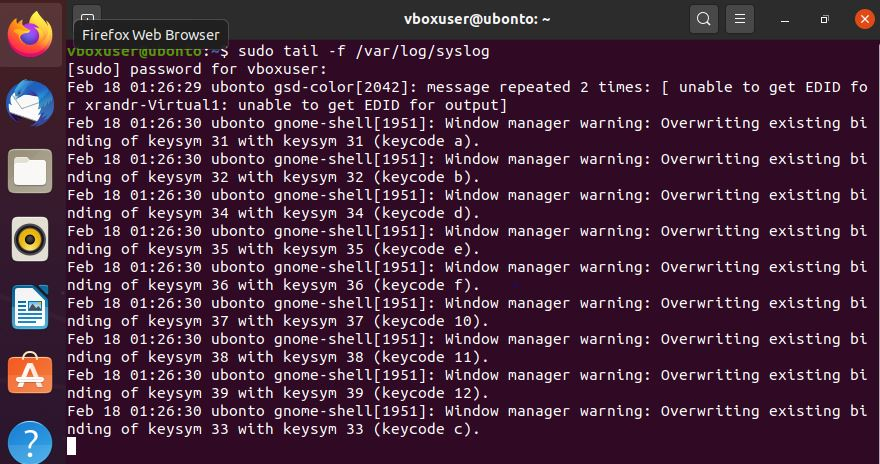 vboxuser@ubonto: ~
Firefox Web Browser
vboxuser@ubonto:~$ sudo tail -f /var/log/syslog
[sudo] password for vboxuser:
Feb 18 01:26:29 ubonto gsd-color[2042]: message repeated 2 times: [ unable to get EDID fo
r xrandr-Virtual1: unable to get EDID for output]
Feb 18 01:26:30 ubonto gnome-shell[1951]: Window manager warning: Overwriting existing bi
nding of keysym 31 with keysym 31 (keycode a).
Feb 18 01:26:30 ubonto gnome-shell[1951]: Window manager warning: Overwriting existing bi
nding of keysym 32 with keysym 32 (keycode b).
Feb 18 01:26:30 ubonto gnome-shell[1951]: Window manager warning: Overwriting existing bi
nding of keysym 34 with keysym 34 (keycode d).
Feb 18 01:26:30 ubonto gnome-shell[1951]: Window manager warning: Overwriting existing bi
nding of keysym 35 with keysym 35 (keycode e).
Feb 18 01:26:30 ubonto gnome-shell[1951]: Window manager warning: Overwriting existing bi
nding of keysym 36 with keysym 36 (keycode f).
Feb 18 01:26:30 ubonto gnome-shell[1951]: Window manager warning: Overwriting existing bi
nding of keysym 37 with keysym 37 (keycode 10).
Feb 18 01:26:30 ubonto gnome-shell[1951]: Window manager warning: Overwriting existing bi
nding of keysym 38 with keysym 38 (keycode 11).
Feb 18 01:26:30 ubonto gnome-shell[1951]: Window manager warning: Overwriting existing bi
nding of keysym 39 with keysym 39 (keycode 12).
Feb 18 01:26:30 ubonto gnome-shell[1951]: Window manager warning: Overwriting existing bi
nding of keysym 33 with keysym 33 (keycode c).